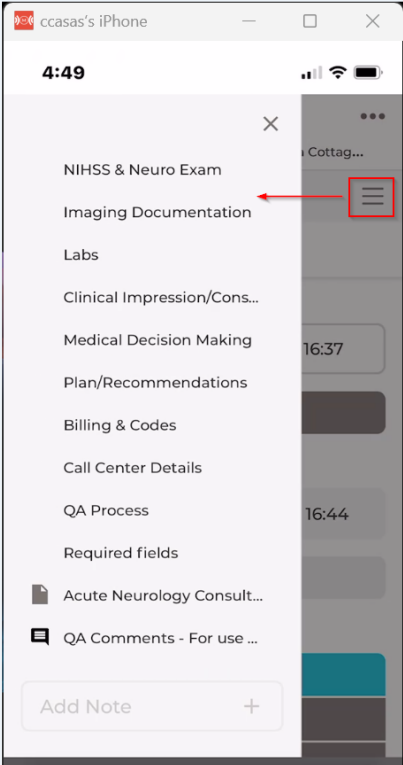 ccasas's iPhone
4:49
a Cottag...
NIHSS & Neuro Exam
Imaging Documentation
Labs
Clinical Impression/Cons...
Medical Decision Making
16:37
Plan/Recommendations
Billing & Codes
Call Center Details
QA Process
16:44
Required fields
Acute Neurology Consult...
QA Comments - For use ...
Add Note